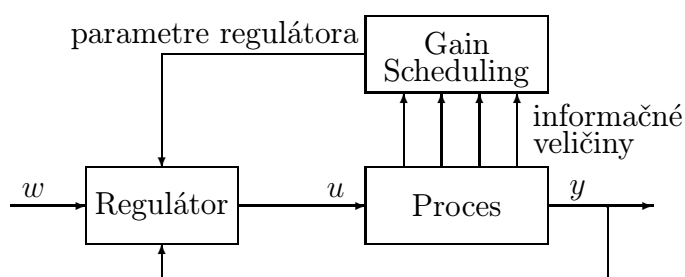 parametre regulátora
Gain
Scheduling
informačné
veličiny
w
Regulátor
u
Proces
y